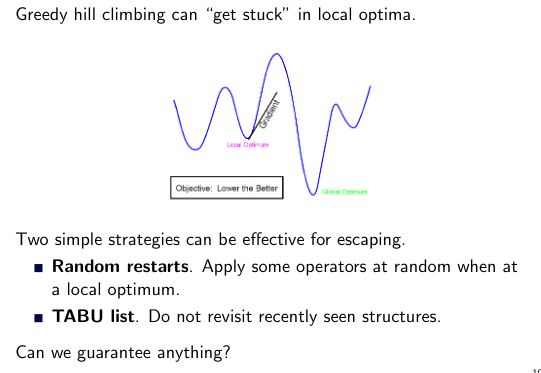 Greedy hill climbing can “get stuck” in local optima.
Gradient
Local Optimum
Objective: Lower the Better
Global Optimum
Two simple strategies can be effective for escaping.
Random restarts. Apply some operators at random when at
a local optimum.
TABU list. Do not revisit recently seen structures.
Can we guarantee anything?